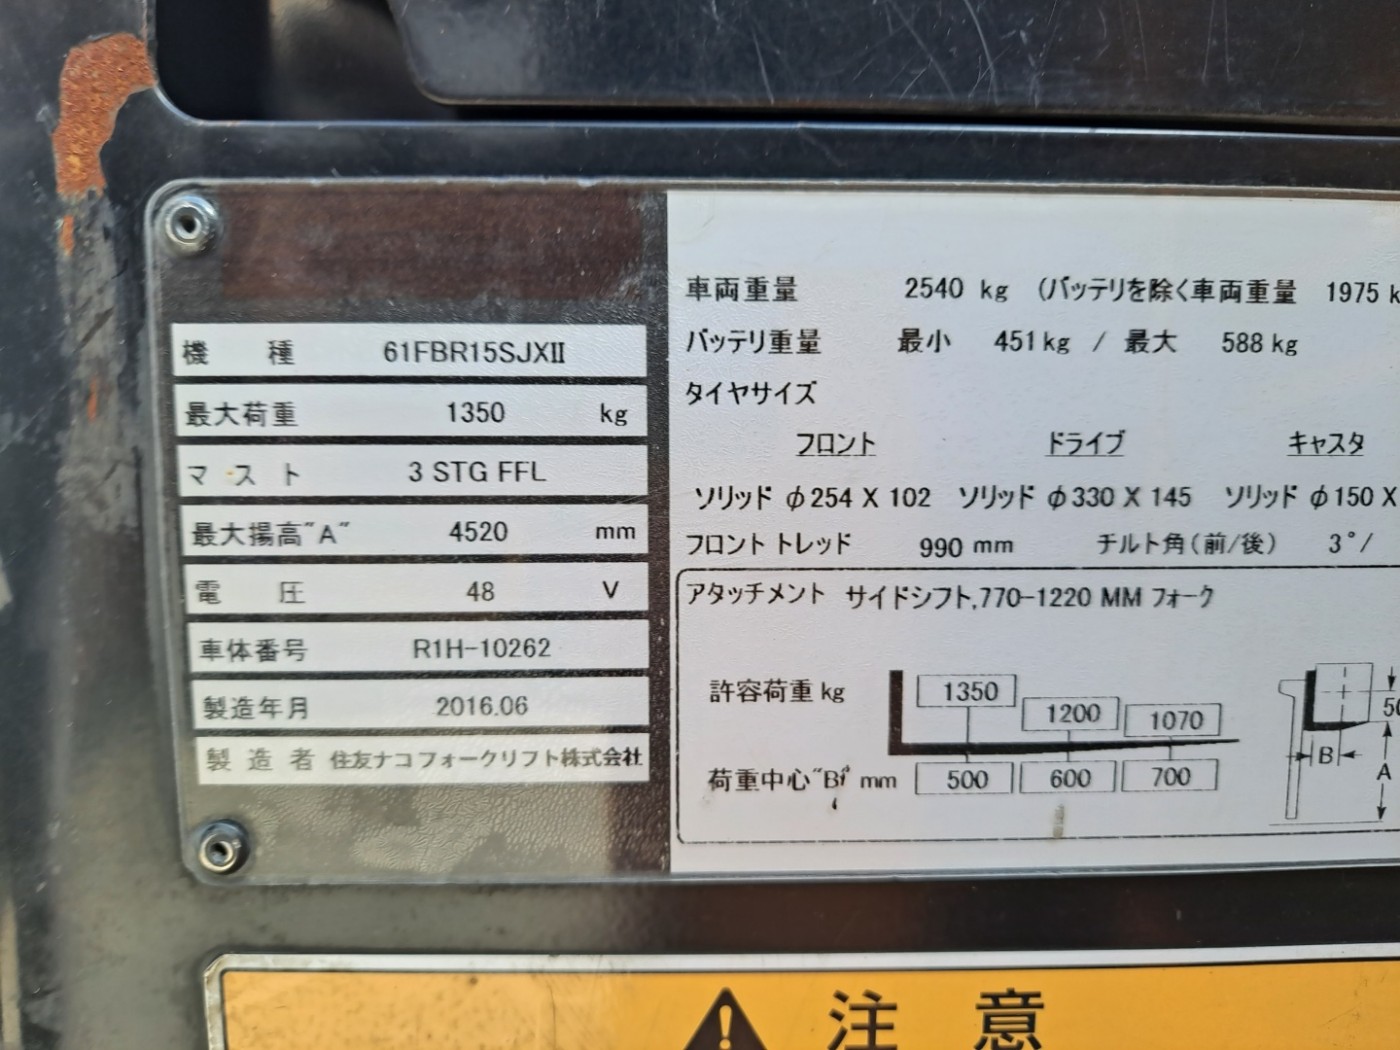 機種 61FBR15SJXⅡ
最大荷重 1350 kg
マスト 3 STG FFL
最大揚高"A" 4520 mm
電圧 48 V
車体番号 R1H-10262
製造年月 2016.06
製造者 住友ナコフォークリフト株式会社
車両重量 2540 kg (バッテリを除く車両重量 1975 k
バッテリ重量 最小 451 kg / 最大 588 kg
タイヤサイズ
フロント ドライブ キャスタ
ソリッド φ254 X 102 ソリッド φ330 X 145 ソリッド φ150 X
フロント トレッド 990 mm チルト角(前/後) 3°/
アタッチメント サイドシフト,770-1220 MM フォーク
許容荷重 kg 1350 1200 1070
荷重中心"B" mm 500 600 700
50
B
A
注意